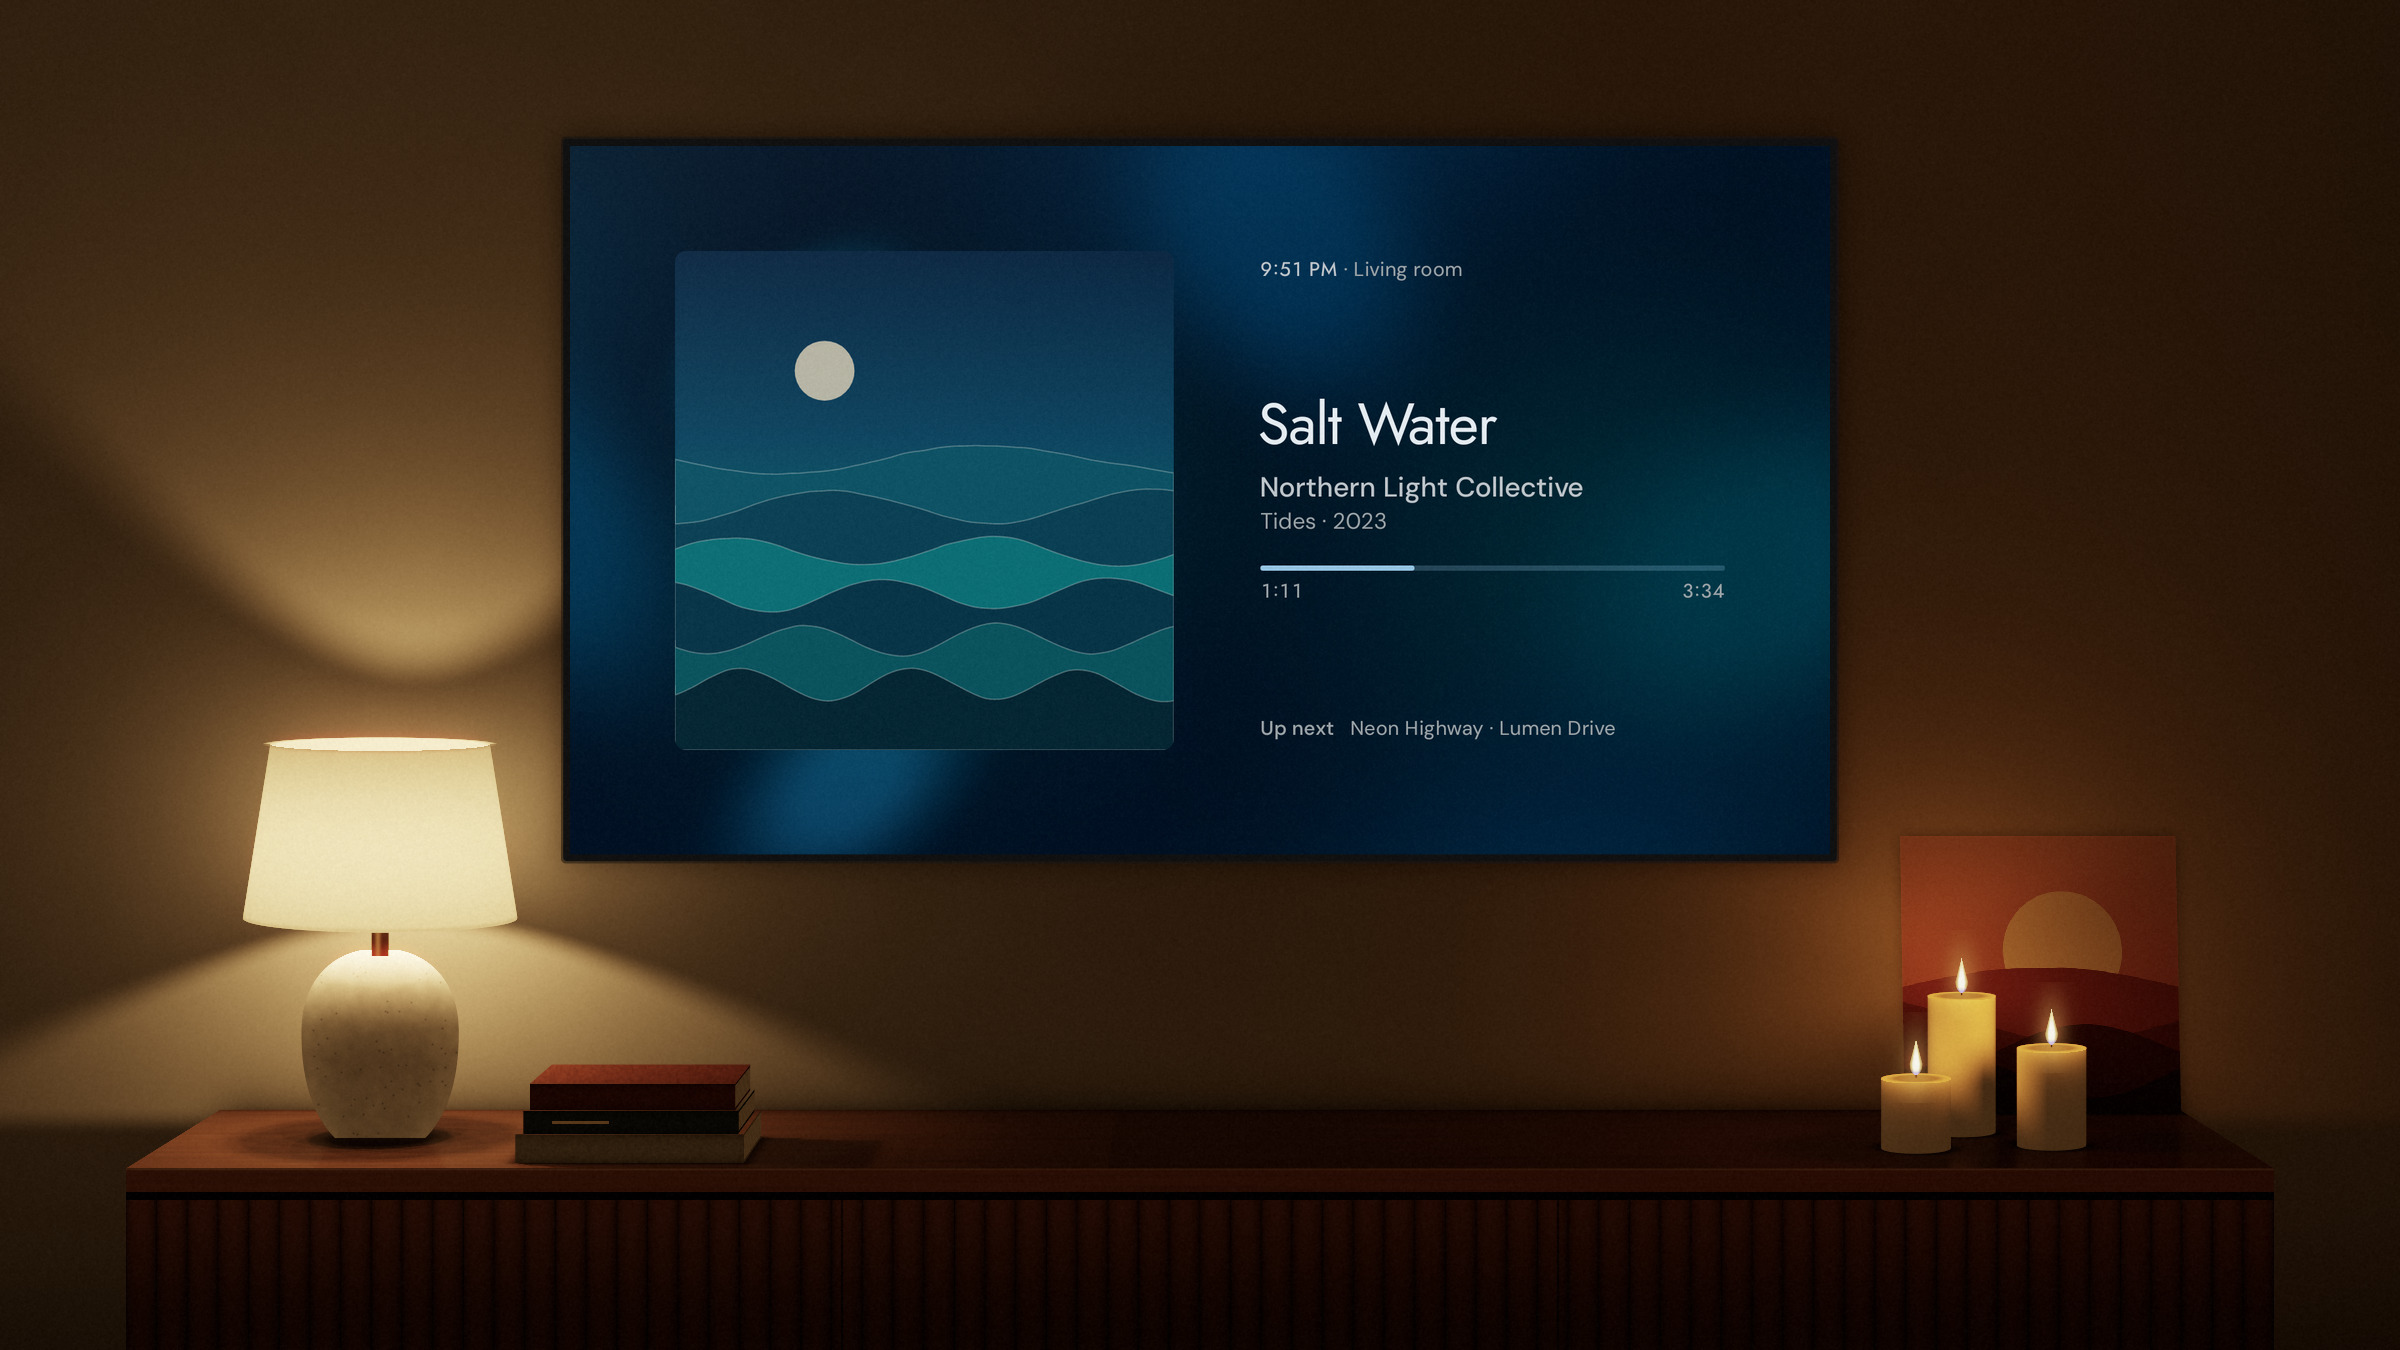 9:51 PM · Living room
Salt Water
Northern Light Collective
Tides · 2023
1:11 3:34
Up next Neon Highway · Lumen Drive